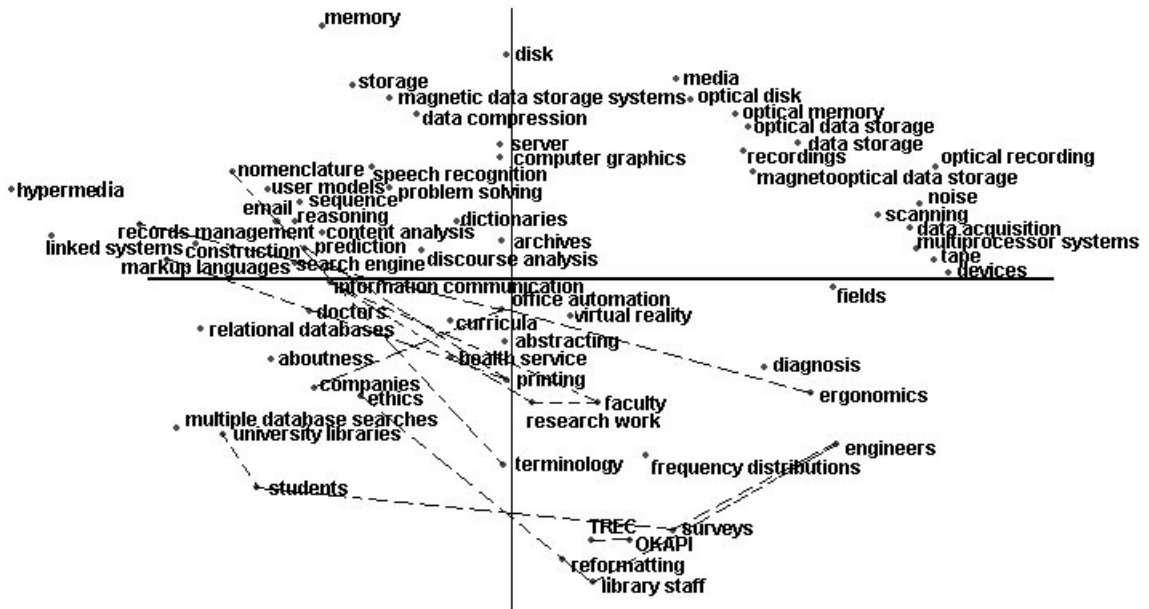 memory
disk
storage
media
magnetic data storage systems
optical disk
data compression
optical memory
optical data storage
server
data storage
computer graphics
recordings
optical recording
nomenclature
speech recognition
magnetooptical data storage
hypermedia
user models
problem solving
sequence
noise
email
reasoning
dictionaries
scanning
records management
content analysis
data acquisition
linked systems
construction
prediction
archives
multiprocessor systems
markup languages
search engine
discourse analysis
tape
devices
information communication
fields
office automation
doctors
virtual reality
relational databases
curricula
abstracting
aboutness
health service
diagnosis
companies
printing
ethics
faculty
ergonomics
multiple database searches
research work
university libraries
engineers
terminology
frequency distributions
students
TREC
surveys
OKAPI
reformatting
library staff